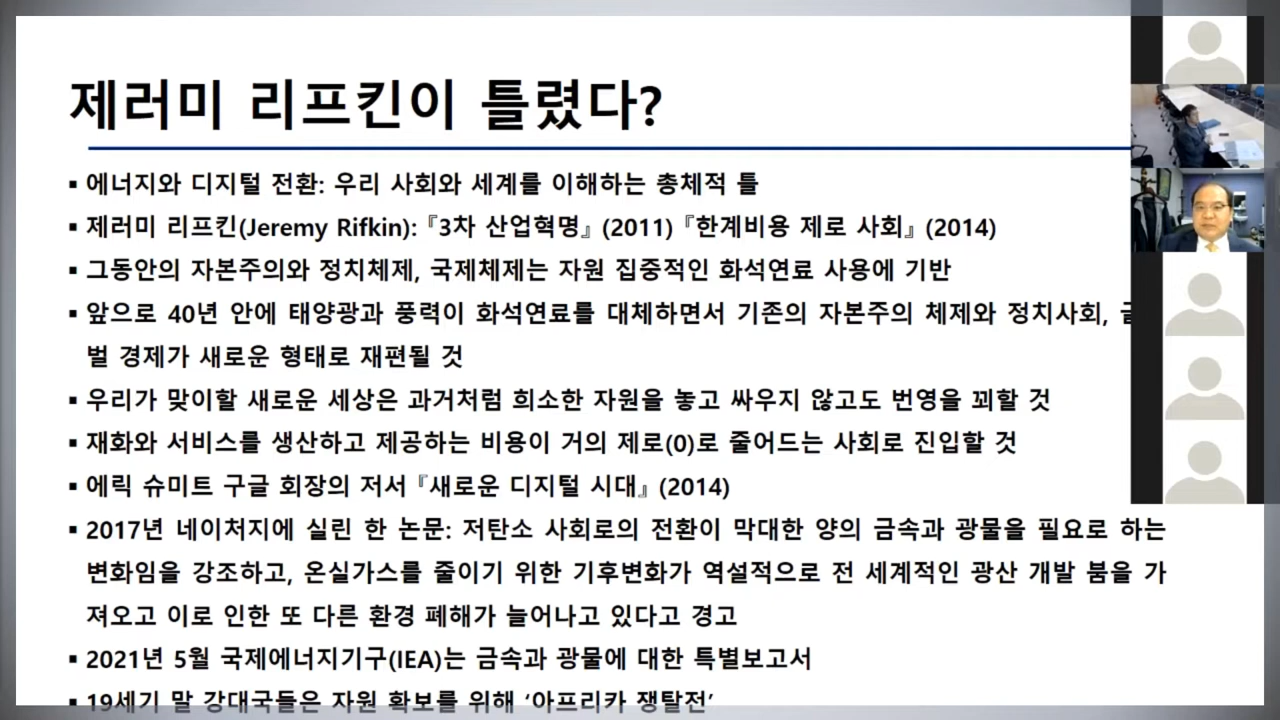 제러미 리프킨이 틀렸다?
▪ 에너지와 디지털 전환: 우리 사회와 세계를 이해하는 총체적 틀
▪ 제러미 리프킨(Jeremy Rifkin):『3차 산업혁명』(2011)『한계비용 제로 사회』(2014)
▪ 그동안의 자본주의와 정치체제, 국제체제는 자원 집중적인 화석연료 사용에 기반
▪ 앞으로 40년 안에 태양광과 풍력이 화석연료를 대체하면서 기존의 자본주의 체제와 정치사회,
벌 경제가 새로운 형태로 재편될 것
▪ 우리가 맞이할 새로운 세상은 과거처럼 희소한 자원을 놓고 싸우지 않고도 번영을 꾀할 것
▪ 재화와 서비스를 생산하고 제공하는 비용이 거의 제로(0)로 줄어드는 사회로 진입할 것
▪ 에릭 슈미트 구글 회장의 저서『새로운 디지털 시대』(2014)
▪ 2017년 네이처지에 실린 한 논문: 저탄소 사회로의 전환이 막대한 양의 금속과 광물을 필요로 하는
변화임을 강조하고, 온실가스를 줄이기 위한 기후변화가 역설적으로 전 세계적인 광산 개발 붐을 가
져오고 이로 인한 또 다른 환경 폐해가 늘어나고 있다고 경고
▪ 2021년 5월 국제에너지기구(IEA)는 금속과 광물에 대한 특별보고서
▪ 19세기 말 강대국들은 자원 확보를 위해 ‘아프리카 쟁탈전’